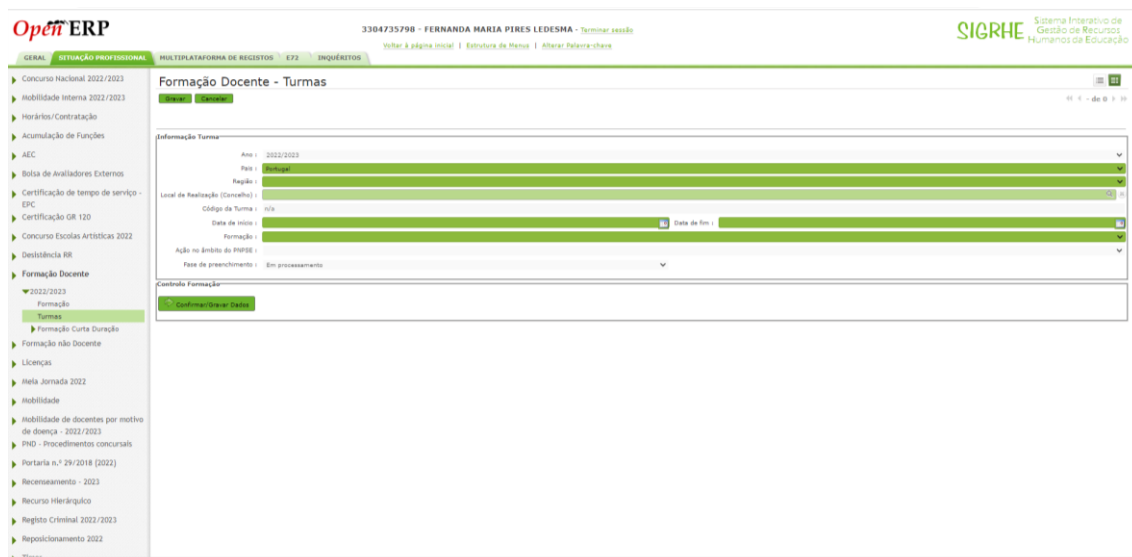 Open ERP
3304735798 - FERNANDA MARIA PIRES LEDESMA - Terminar sessão
Voltar à página inicial | Estrutura de Menus | Alterar Palavra-chave
SIGRHE Sistema Interativo de
Gestão de Recursos
Humanos da Educação
GERAL SITUAÇÃO PROFISSIONAL MULTIPLATAFORMA DE REGISTOS E72 INQUÉRITOS
Concurso Nacional 2022/2023
Mobilidade Interna 2022/2023
Horários/Contratação
Acumulação de Funções
AEC
Bolsa de Avaliadores Externos
Certificação de tempo de serviço -
EPC
Certificação GR 120
Concurso Escolas Artísticas 2022
Desistência RR
Formação Docente
2022/2023
Formação
Turmas
Formação Curta Duração
Formação não Docente
Licenças
Meia Jornada 2022
Mobilidade
Mobilidade de docentes por motivo
de doença - 2022/2023
PND - Procedimentos concursais
Portaria n.º 29/2018 (2022)
Recenseamento - 2023
Recurso Hierárquico
Registo Criminal 2022/2023
Reposicionamento 2022
Formação Docente - Turmas
Gravar Cancelar
- de 0
Informação Turma
Ano : 2022/2023
País : Portugal
Região :
Local de Realização (Concelho) :
Código da Turma : n/a
Data de início : Data de fim :
Formação :
Ação no âmbito do PNPSE :
Fase de preenchimento : Em processamento
Controlo Formação
Confirmar/Gravar Dados